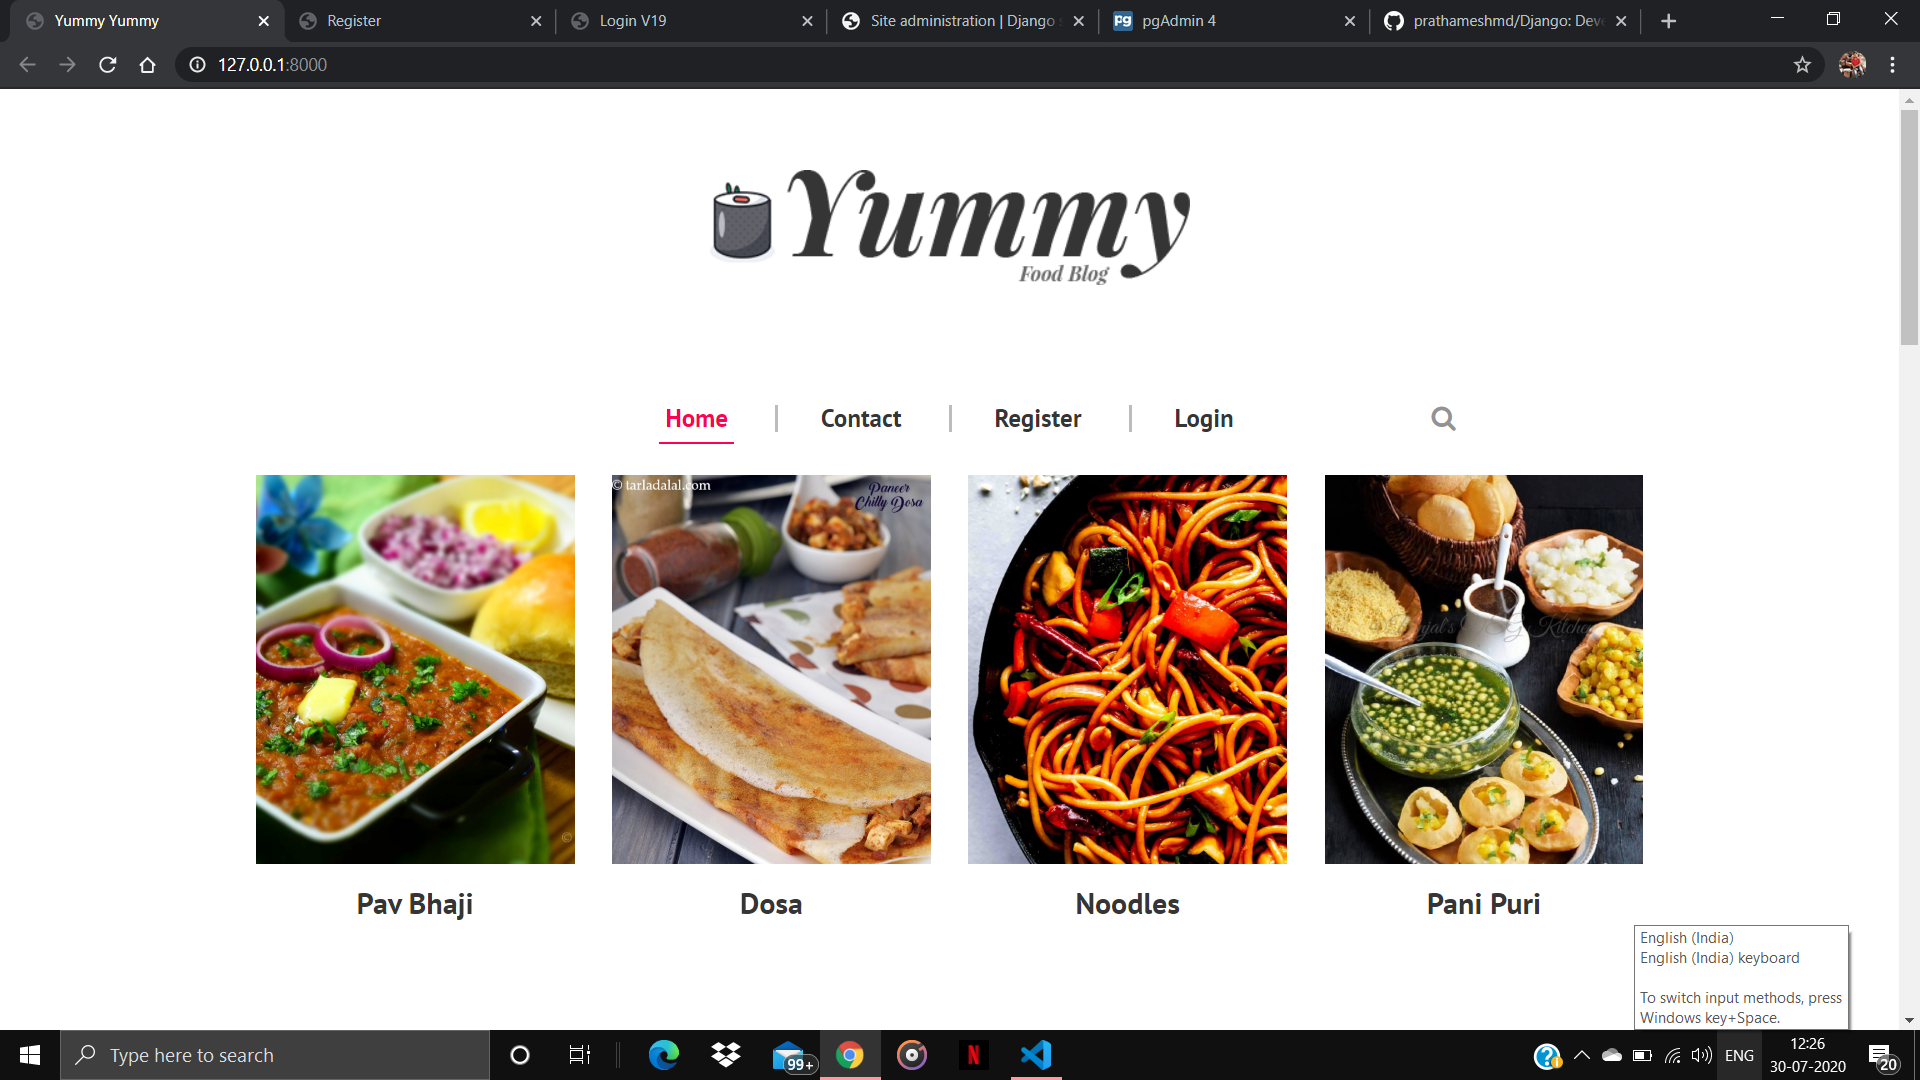 Yummy Yummy
Register
Login V19
Site administration | Django s
pgAdmin 4
prathameshmd/Django: Deve
127.0.0.1:8000
Yummy
Food Blog
Home
Contact
Register
Login
© tarladalal.com
Paneer
Chilly Dosa
©
Pav Bhaji
Dosa
Noodles
Pani Puri
English (India)
English (India) keyboard
To switch input methods, press
Windows key+Space.
Type here to search
99+
N
ENG
12:26
30-07-2020
20